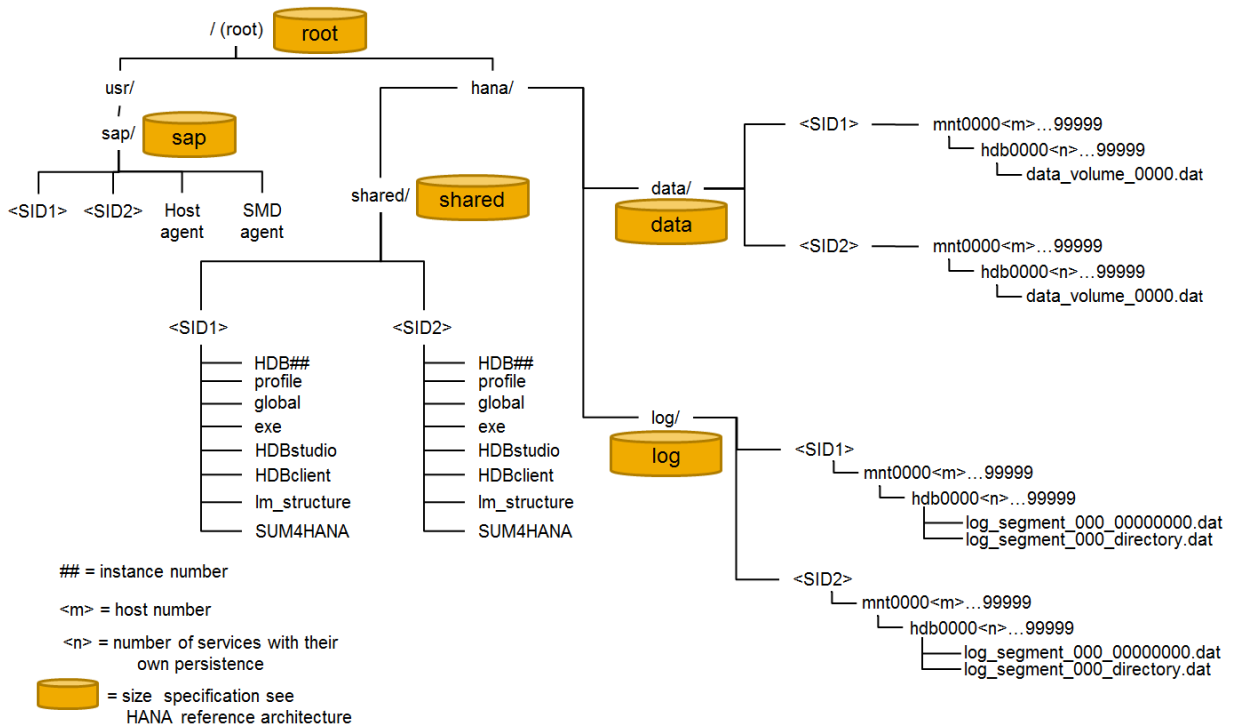 / (root)
root
usr/
hana/
sap/
sap
<SID1>
<SID2>
Host
agent
SMD
agent
shared/
shared
<SID1>
HDB##
profile
global
exe
HDBstudio
HDBclient
lm_structure
SUM4HANA
<SID2>
HDB##
profile
global
exe
HDBstudio
HDBclient
lm_structure
SUM4HANA
data/
data
<SID1>
mnt0000<m>…99999
hdb0000<n>…99999
data_volume_0000.dat
<SID2>
mnt0000<m>…99999
hdb0000<n>…99999
data_volume_0000.dat
log/
log
<SID1>
mnt0000<m>…99999
hdb0000<n>…99999
log_segment_000_00000000.dat
log_segment_000_directory.dat
<SID2>
mnt0000<m>…99999
hdb0000<n>…99999
log_segment_000_00000000.dat
log_segment_000_directory.dat
## = instance number
<m> = host number
<n> = number of services with their
own persistence
= size specification see
HANA reference architecture